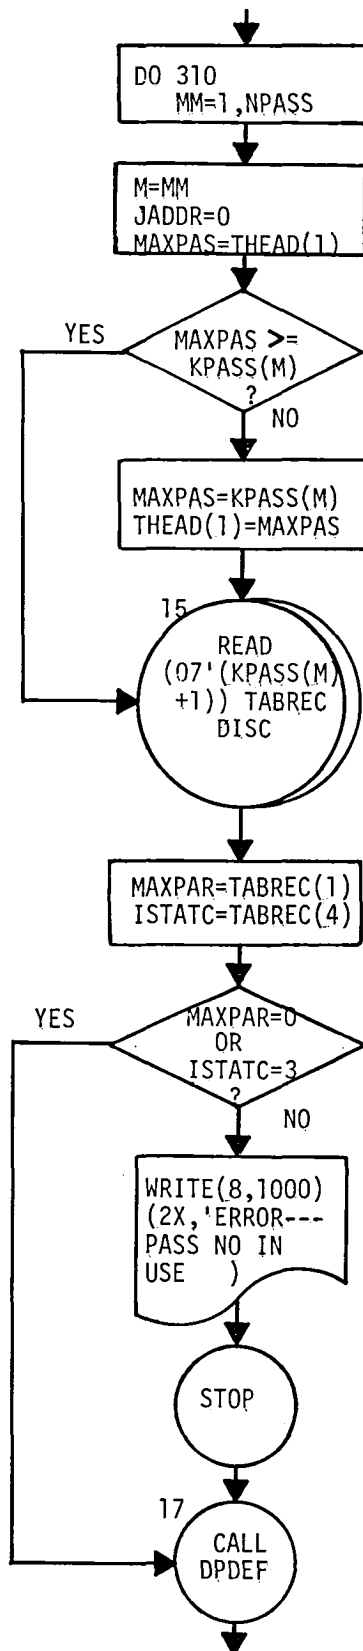 DO 310
MM=1,NPASS
M=MM
JADDR=0
MAXPAS=THEAD(1)
YES
MAXPAS >=
KPASS(M)
?
NO
MAXPAS=KPASS(M)
THEAD(1)=MAXPAS
15
READ
(07'(KPASS(M)
+1)) TABREC
DISC
MAXPAR=TABREC(1)
ISTATC=TABREC(4)
YES
MAXPAR=0
OR
ISTATC=3
?
NO
WRITE(8,1000)
(2X,'ERROR---
PASS NO IN
USE )
STOP
17
CALL
DPDEF